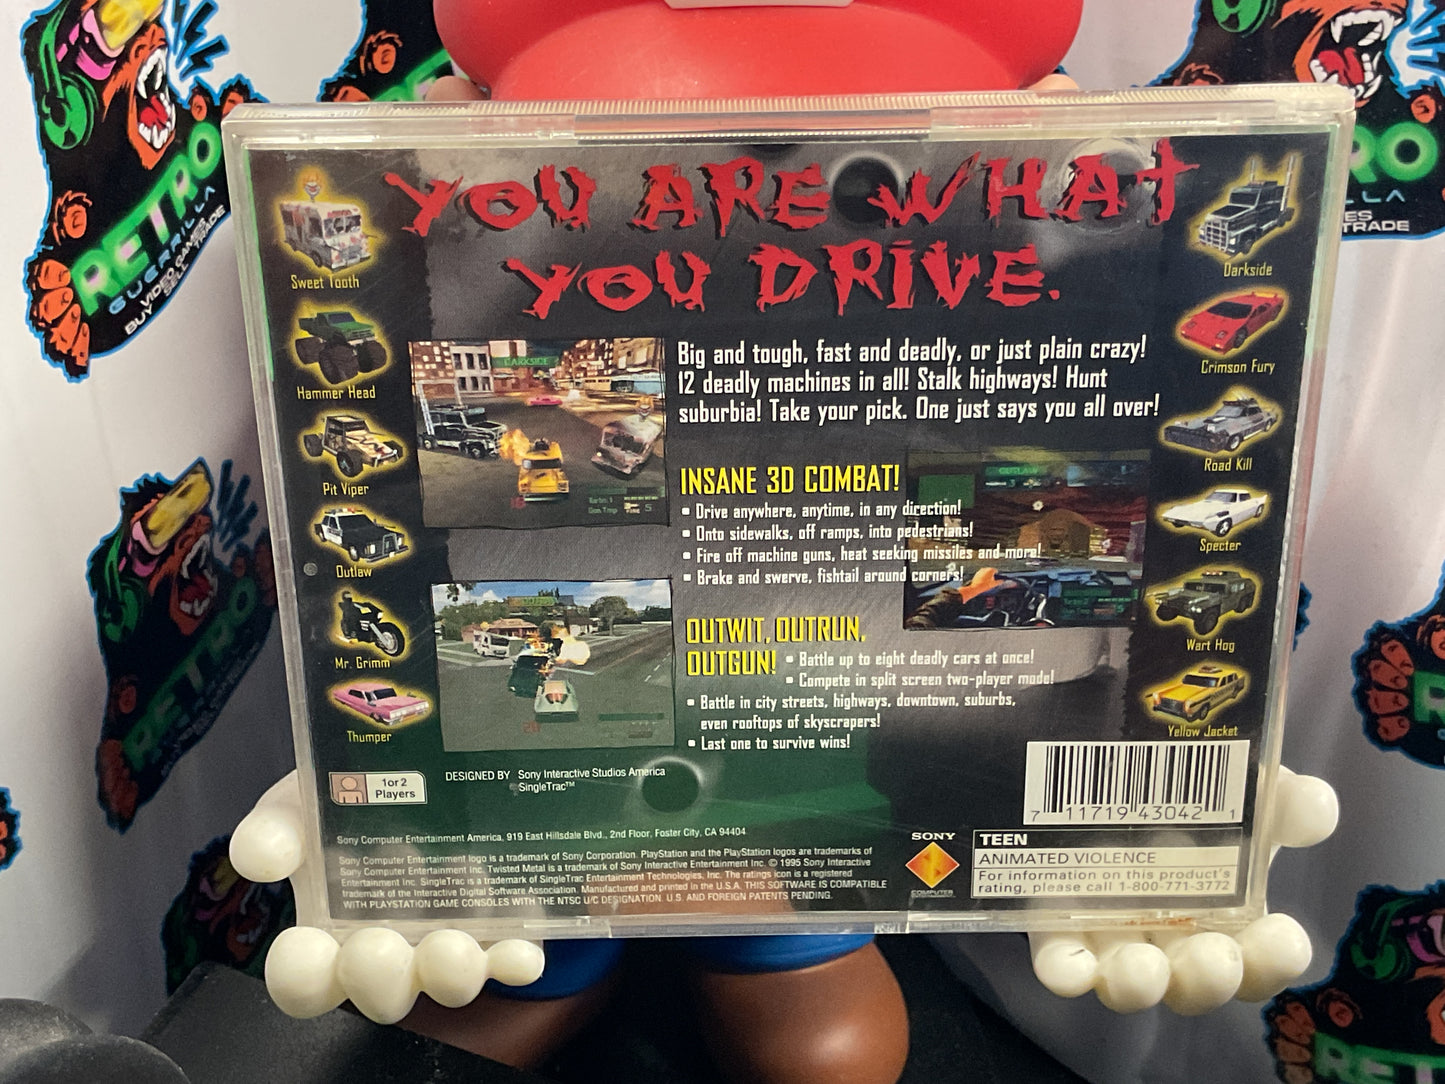 YOU ARE WHAT
YOU DRIVE.
Sweet Tooth
Hammer Head
Pit Viper
Outlaw
Mr. Grimm
Thumper
Darkside
Crimson Fury
Road Kill
Specter
Wart Hog
Yellow Jacket
Big and tough, fast and deadly, or just plain crazy!
12 deadly machines in all! Stalk highways! Hunt
suburbia! Take your pick. One just says you all over!
INSANE 3D COMBAT!
• Drive anywhere, anytime, in any direction!
• Onto sidewalks, off ramps, into pedestrians!
• Fire off machine guns, heat seeking missiles and more!
• Brake and swerve, fishtail around corners!
OUTWIT, OUTRUN,
OUTGUN!
• Battle up to eight deadly cars at once!
• Compete in split screen two-player mode!
• Battle in city streets, highways, downtown, suburbs,
even rooftops of skyscrapers!
• Last one to survive wins!
DARKSIDE
OUTLAW
1 or 2
Players
DESIGNED BY Sony Interactive Studios America
SingleTrac™
7 11719 43042 1
Sony Computer Entertainment America, 919 East Hillsdale Blvd., 2nd Floor, Foster City, CA 94404
Sony Computer Entertainment logo is a trademark of Sony Corporation. PlayStation and the PlayStation logos are trademarks of
Sony Computer Entertainment Inc. Twisted Metal is a trademark of Sony Interactive Entertainment Inc. © 1995 Sony Interactive
Entertainment Inc. SingleTrac is a trademark of SingleTrac Entertainment Technologies, Inc. The ratings icon is a registered
trademark of the Interactive Digital Software Association. Manufactured and printed in the U.S.A. THIS SOFTWARE IS COMPATIBLE
WITH PLAYSTATION GAME CONSOLES WITH THE NTSC U/C DESIGNATION. U.S. AND FOREIGN PATENTS PENDING.
SONY
COMPUTER
TEEN
ANIMATED VIOLENCE
For information on this product's
rating, please call 1-800-771-3772
RETRO
GUERRILLA
BUY VIDEO GAMES
SELL TRADE